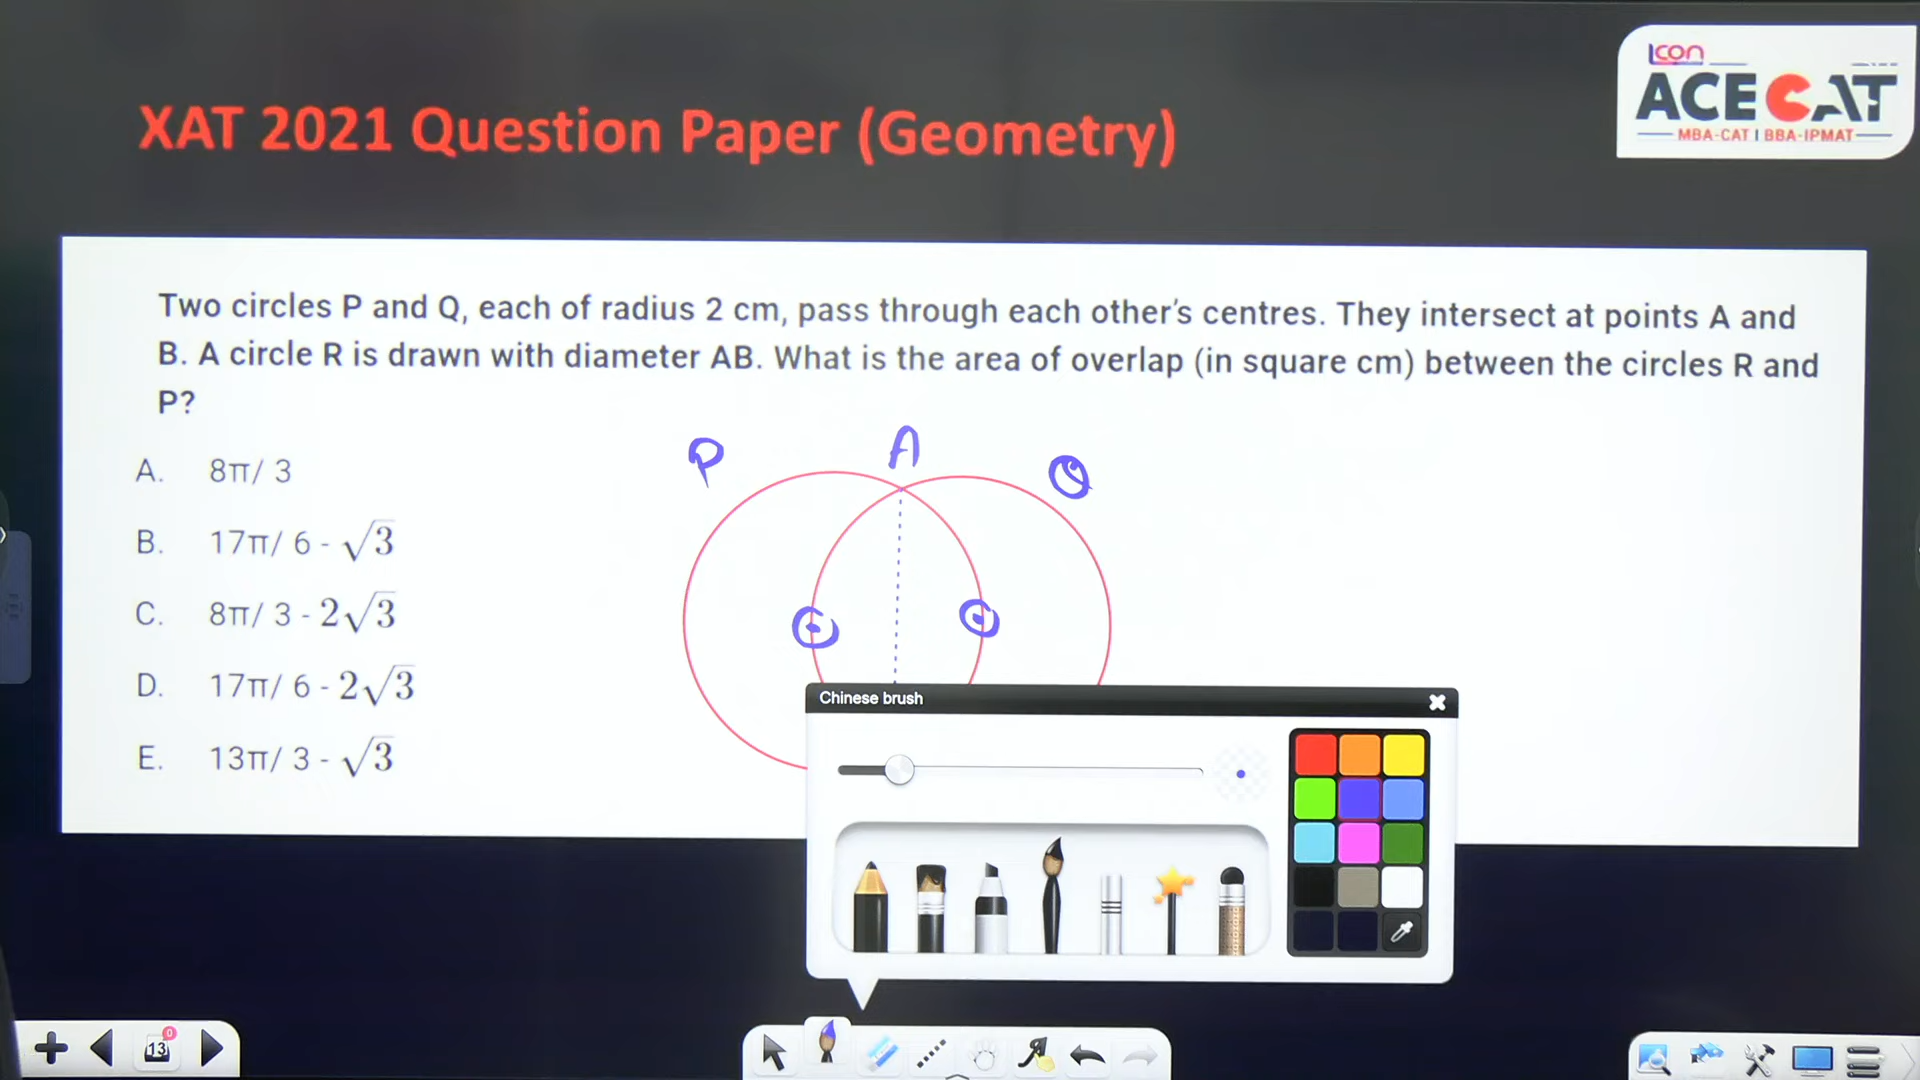 Icon
ACE CAT
MBA-CAT | BBA-IPMAT
XAT 2021 Question Paper (Geometry)
Two circles P and Q, each of radius 2 cm, pass through each other's centres. They intersect at points A and
B. A circle R is drawn with diameter AB. What is the area of overlap (in square cm) between the circles R and
P?
A. 8π/ 3
B. 17π/ 6 - √3
C. 8π/ 3 - 2√3
D. 17π/ 6 - 2√3
E. 13π/ 3 - √3
P A Q
Chinese brush
13
0